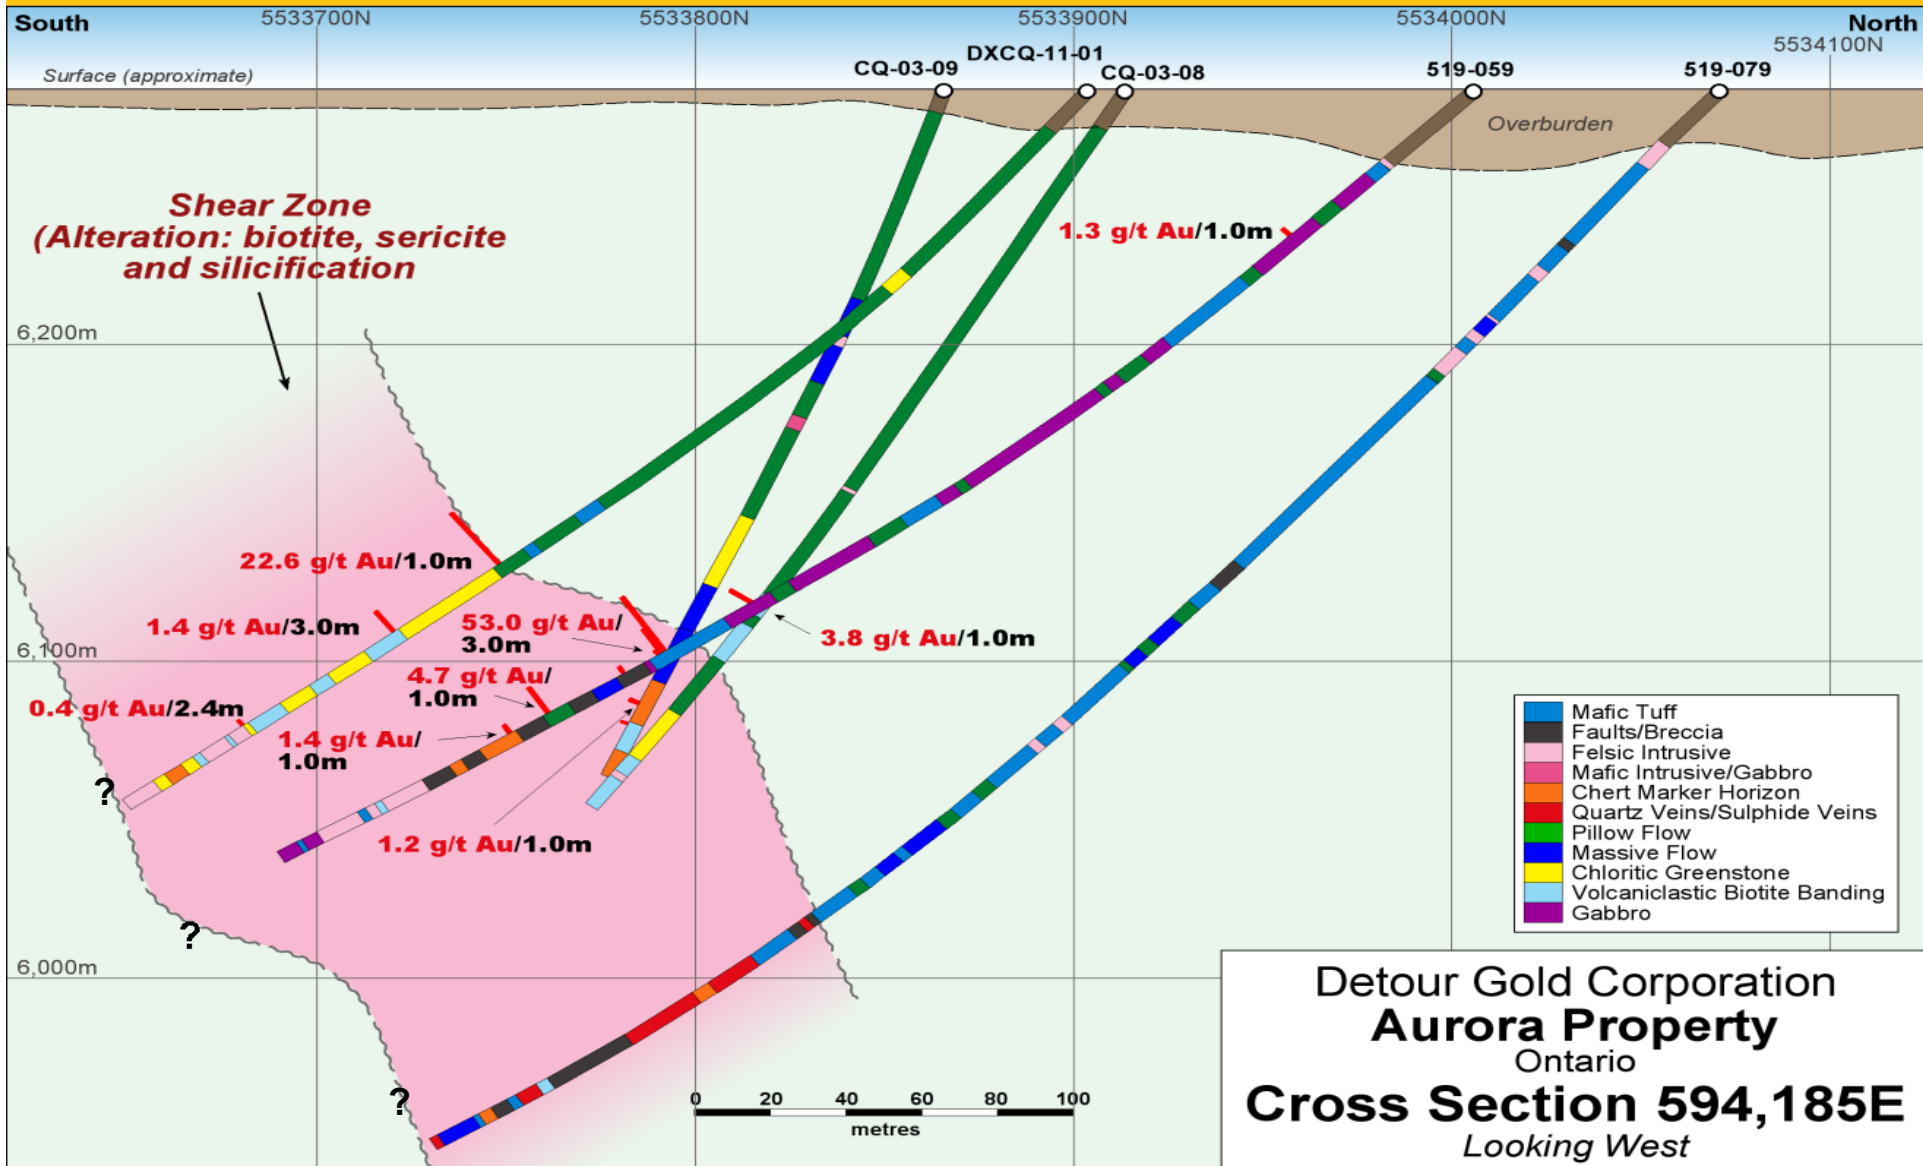 South
5533700N
5533800N
5533900N
5534000N
North
5534100N
Surface (approximate)
CQ-03-09
DXCQ-11-01
CQ-03-08
519-059
519-079
Overburden
Shear Zone
(Alteration: biotite, sericite
and silicification
1.3 g/t Au/1.0m
6,200m
22.6 g/t Au/1.0m
1.4 g/t Au/3.0m
53.0 g/t Au/
3.0m
3.8 g/t Au/1.0m
6,100m
4.7 g/t Au/
1.0m
0.4 g/t Au/2.4m
1.4 g/t Au/
1.0m
?
1.2 g/t Au/1.0m
?
6,000m
?
Mafic Tuff
Faults/Breccia
Felsic Intrusive
Mafic Intrusive/Gabbro
Chert Marker Horizon
Quartz Veins/Sulphide Veins
Pillow Flow
Massive Flow
Chloritic Greenstone
Volcaniclastic Biotite Banding
Gabbro
0 20 40 60 80 100
metres
Detour Gold Corporation
Aurora Property
Ontario
Cross Section 594,185E
Looking West